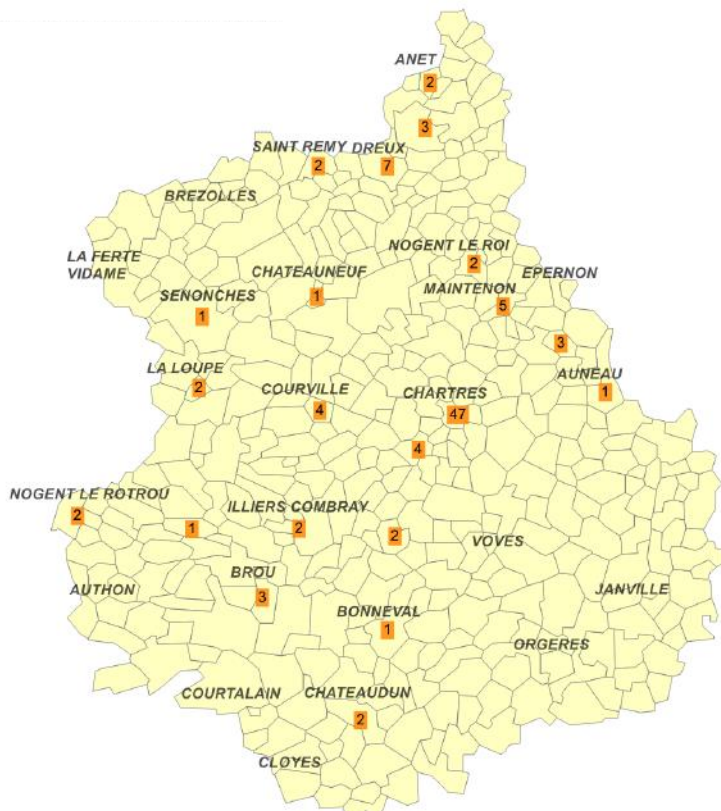 ANET
2
3
SAINT REMY DREUX
2 7
BREZOLLES
NOGENT LE ROI
2
LA FERTE
VIDAME
CHATEAUNEUF
1
EPERNON
SENONCHES
1
MAINTENON
5
3
LA LOUPE
2
COURVILLE
4
CHARTRES
47
AUNEAU
1
4
NOGENT LE ROTROU
2
1
ILLIERS COMBRAY
2
2
VOVES
AUTHON
BROU
3
JANVILLE
BONNEVAL
1
ORGERES
COURTALAIN
CHATEAUDUN
2
CLOYES